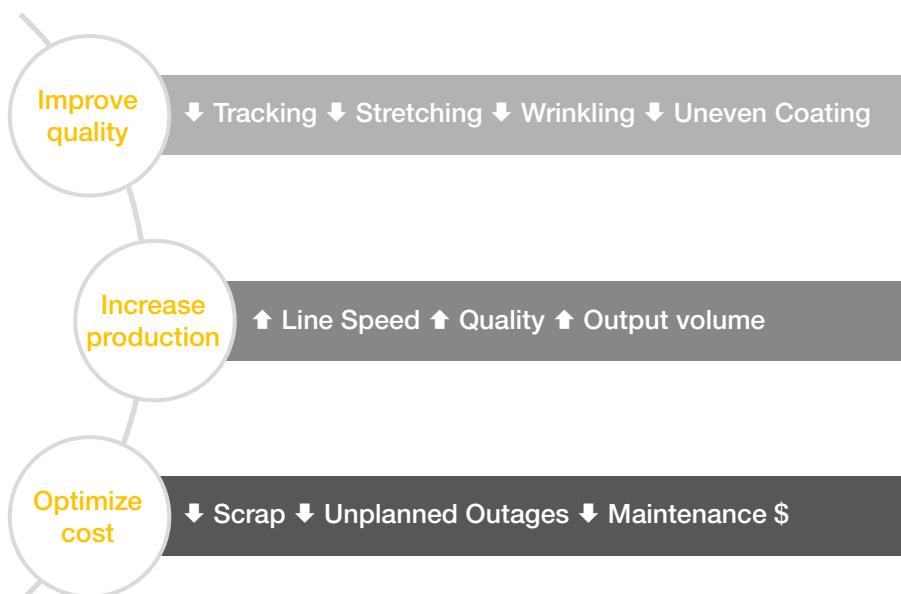 Improve
quality
⬇ Tracking ⬇ Stretching ⬇ Wrinkling ⬇ Uneven Coating
Increase
production
⬆ Line Speed ⬆ Quality ⬆ Output volume
Optimize
cost
⬇ Scrap ⬇ Unplanned Outages ⬇ Maintenance $